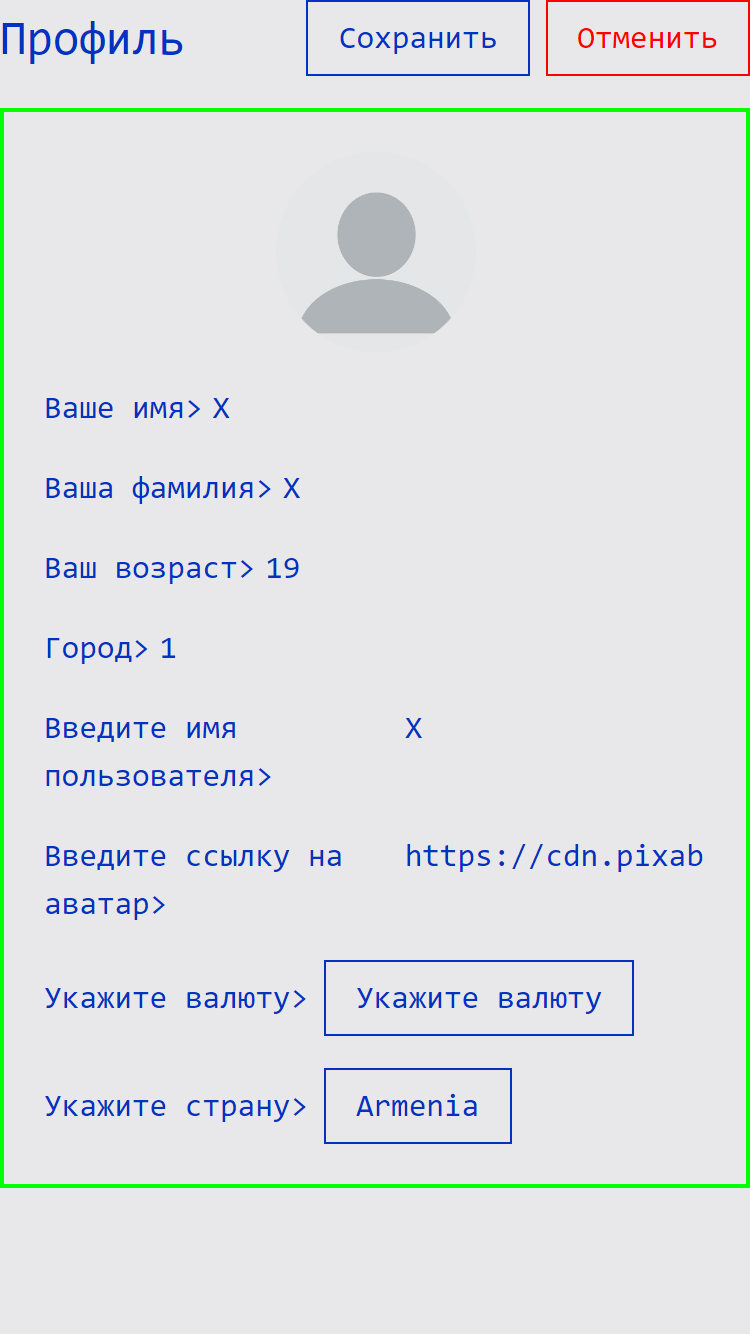 Профиль
Сохранить
Отменить
Ваше имя> X
Ваша фамилия> X
Ваш возраст> 19
Город> 1
Введите имя X
пользователя>
Введите ссылку на https://cdn.pixab
аватар>
Укажите валюту> Укажите валюту
Укажите страну> Armenia